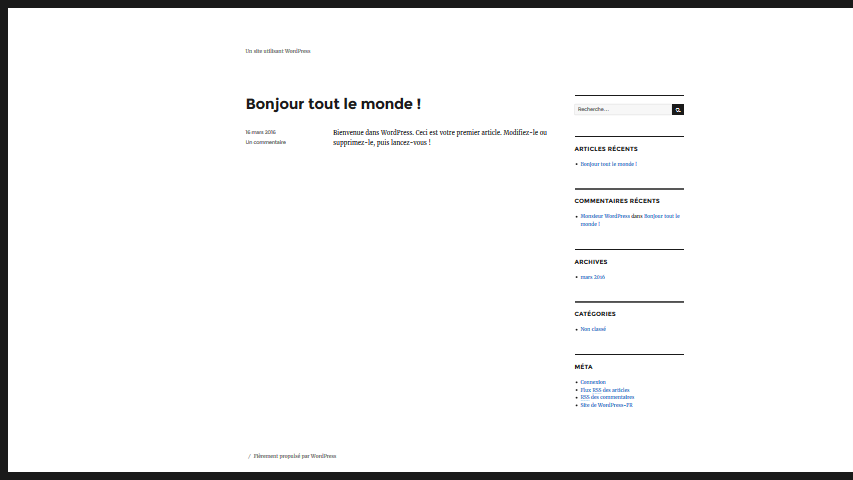 Un site utilisant WordPress
Bonjour tout le monde !
16 mars 2016
Un commentaire
Bienvenue dans WordPress. Ceci est votre premier article. Modifiez-le ou
supprimez-le, puis lancez-vous !
Recherche…
ARTICLES RÉCENTS
Bonjour tout le monde !
COMMENTAIRES RÉCENTS
Monsieur WordPress dans Bonjour tout le
monde !
ARCHIVES
mars 2016
CATÉGORIES
Non classé
MÉTA
Connexion
Flux RSS des articles
RSS des commentaires
Site de WordPress-FR
/ Fièrement propulsé par WordPress